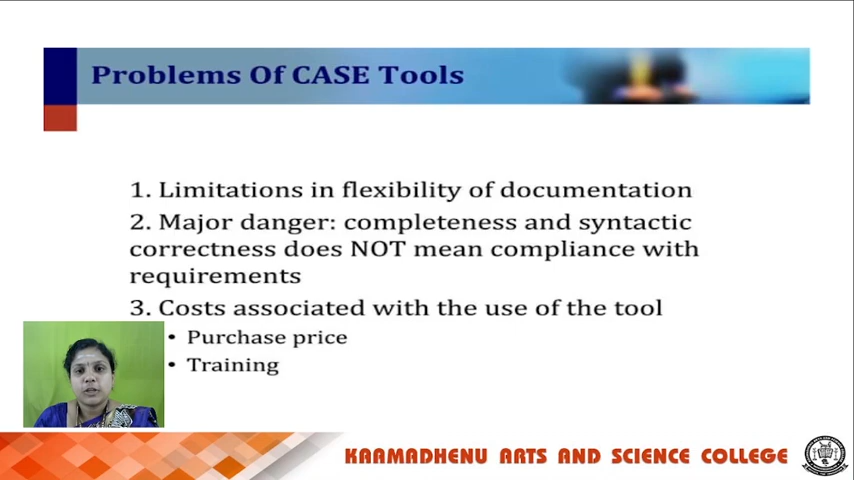 Problems Of CASE Tools
1. Limitations in flexibility of documentation
2. Major danger: completeness and syntactic
correctness does NOT mean compliance with
requirements
3. Costs associated with the use of the tool
• Purchase price
• Training
KAAMADHENU ARTS AND SCIENCE COLLEGE